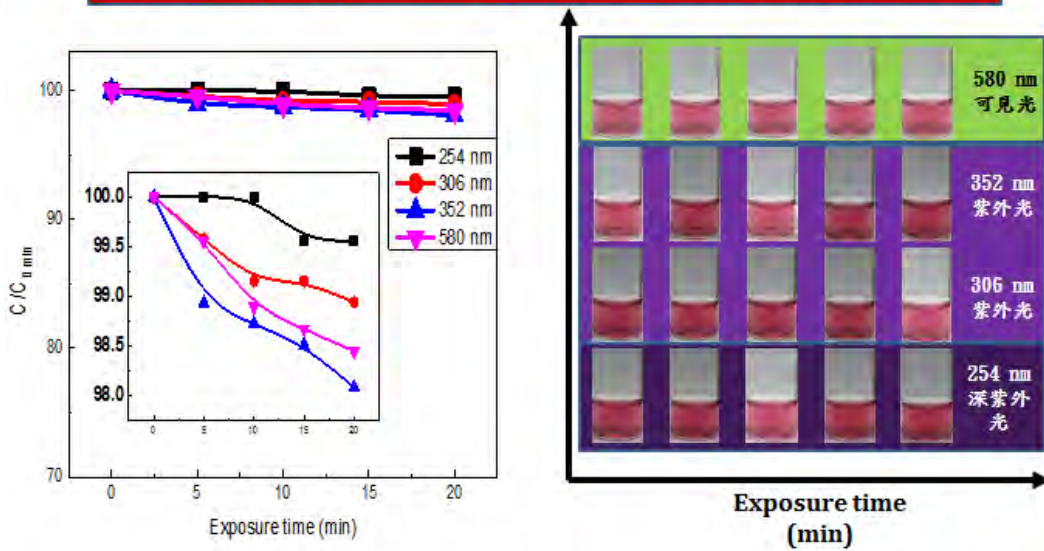 100
90
80
70
C /C 0 min
254 nm
306 nm
352 nm
580 nm
100.0
99.5
99.0
98.5
98.0
0 5 10 15 20
0 5 10 15 20
Exposure time (min)
580 nm
可見光
352 nm
紫外光
306 nm
紫外光
254 nm
深紫外
光
Exposure time
(min)